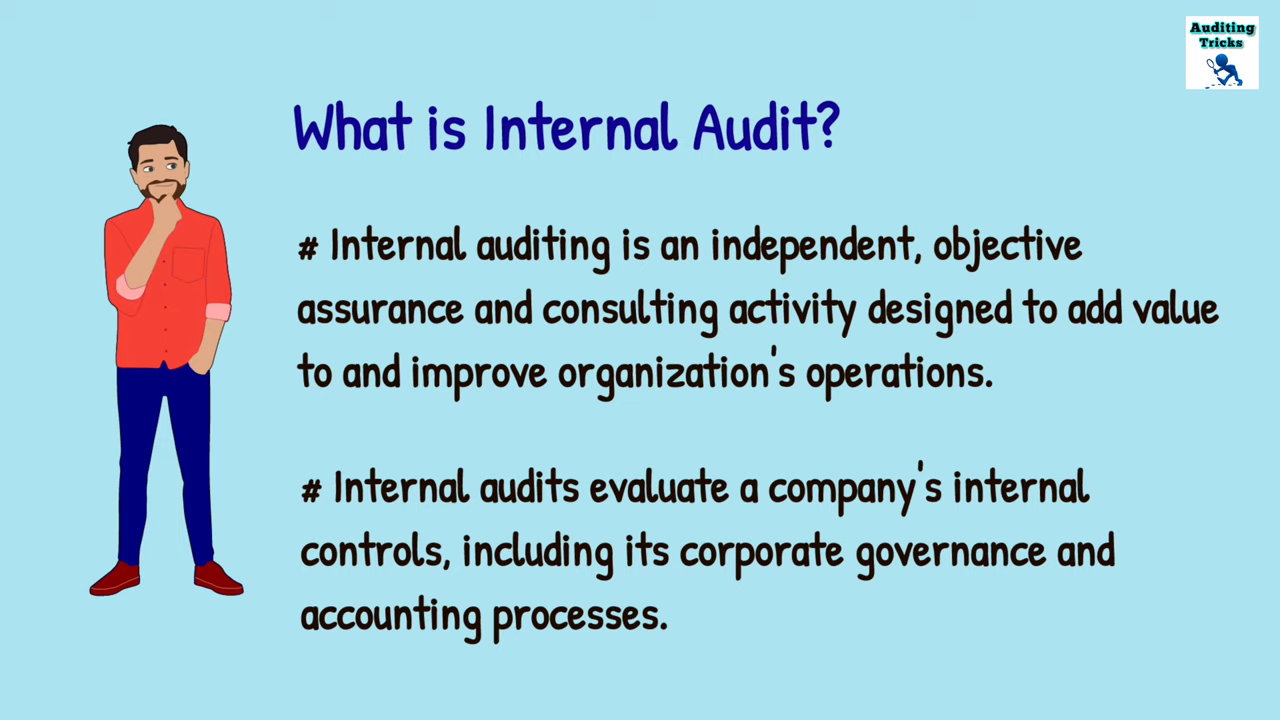 Auditing
Tricks
What is Internal Audit?
# Internal auditing is an independent, objective
assurance and consulting activity designed to add value
to and improve organization's operations.
# Internal audits evaluate a company's internal
controls, including its corporate governance and
accounting processes.